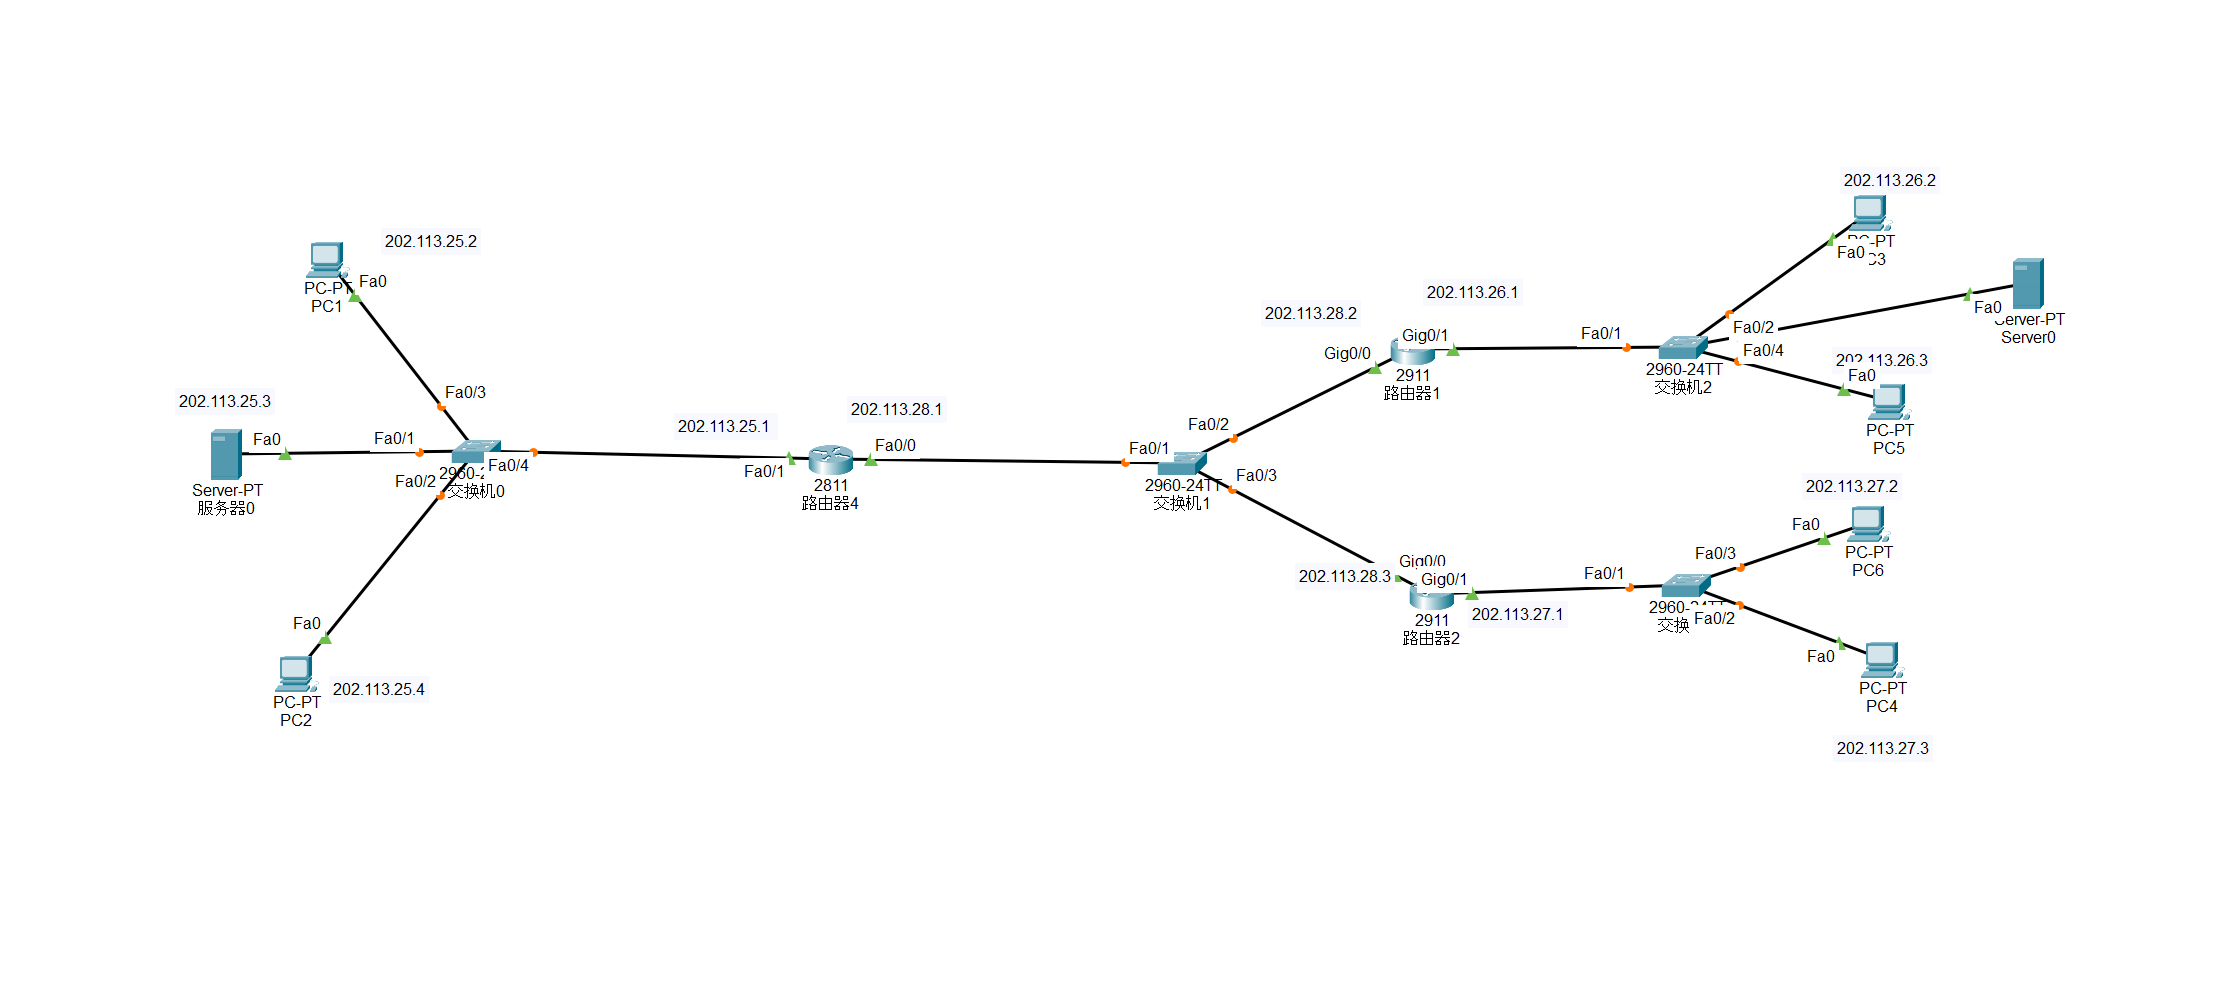 202.113.25.2
Fa0
PC-PT
PC1
Fa0/3
202.113.25.3
Fa0
Fa0/1
Server-PT
服务器0
Fa0/4
Fa0/2
交换机0
Fa0
PC-PT
PC2
202.113.25.4
202.113.25.1
202.113.28.1
Fa0/1
Fa0/0
2811
路由器4
Fa0/1
Fa0/2
Fa0/3
2960-24TT
交换机1
202.113.28.2
202.113.26.1
Gig0/0
Gig0/1
2911
路由器1
Fa0/1
Fa0/2
Fa0/4
2960-24TT
交换机2
202.113.26.2
PC-PT
Fa0
Fa0
Server-PT
Server0
202.113.26.3
Fa0
PC-PT
PC5
202.113.28.3
Gig0/0
Gig0/1
2911
路由器2
202.113.27.1
Fa0/1
Fa0/3
Fa0/2
2960-24TT
交换
202.113.27.2
Fa0
PC-PT
PC6
Fa0
PC-PT
PC4
202.113.27.3